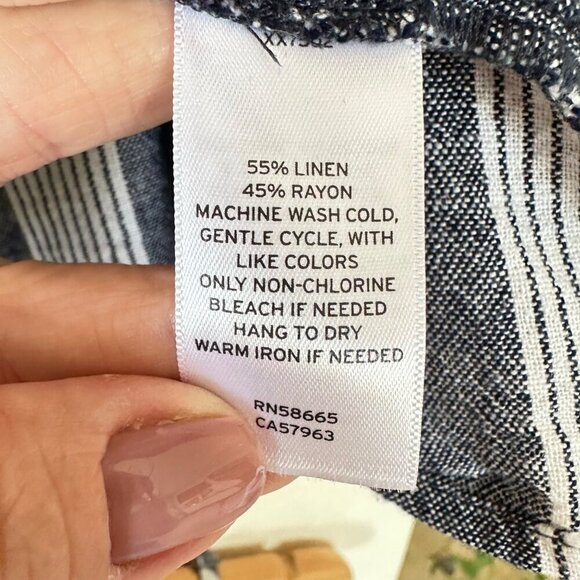 55% LINEN
45% RAYON
MACHINE WASH COLD,
GENTLE CYCLE, WITH
LIKE COLORS
ONLY NON-CHLORINE
BLEACH IF NEEDED
HANG TO DRY
WARM IRON IF NEEDED
RN58665
CA57963